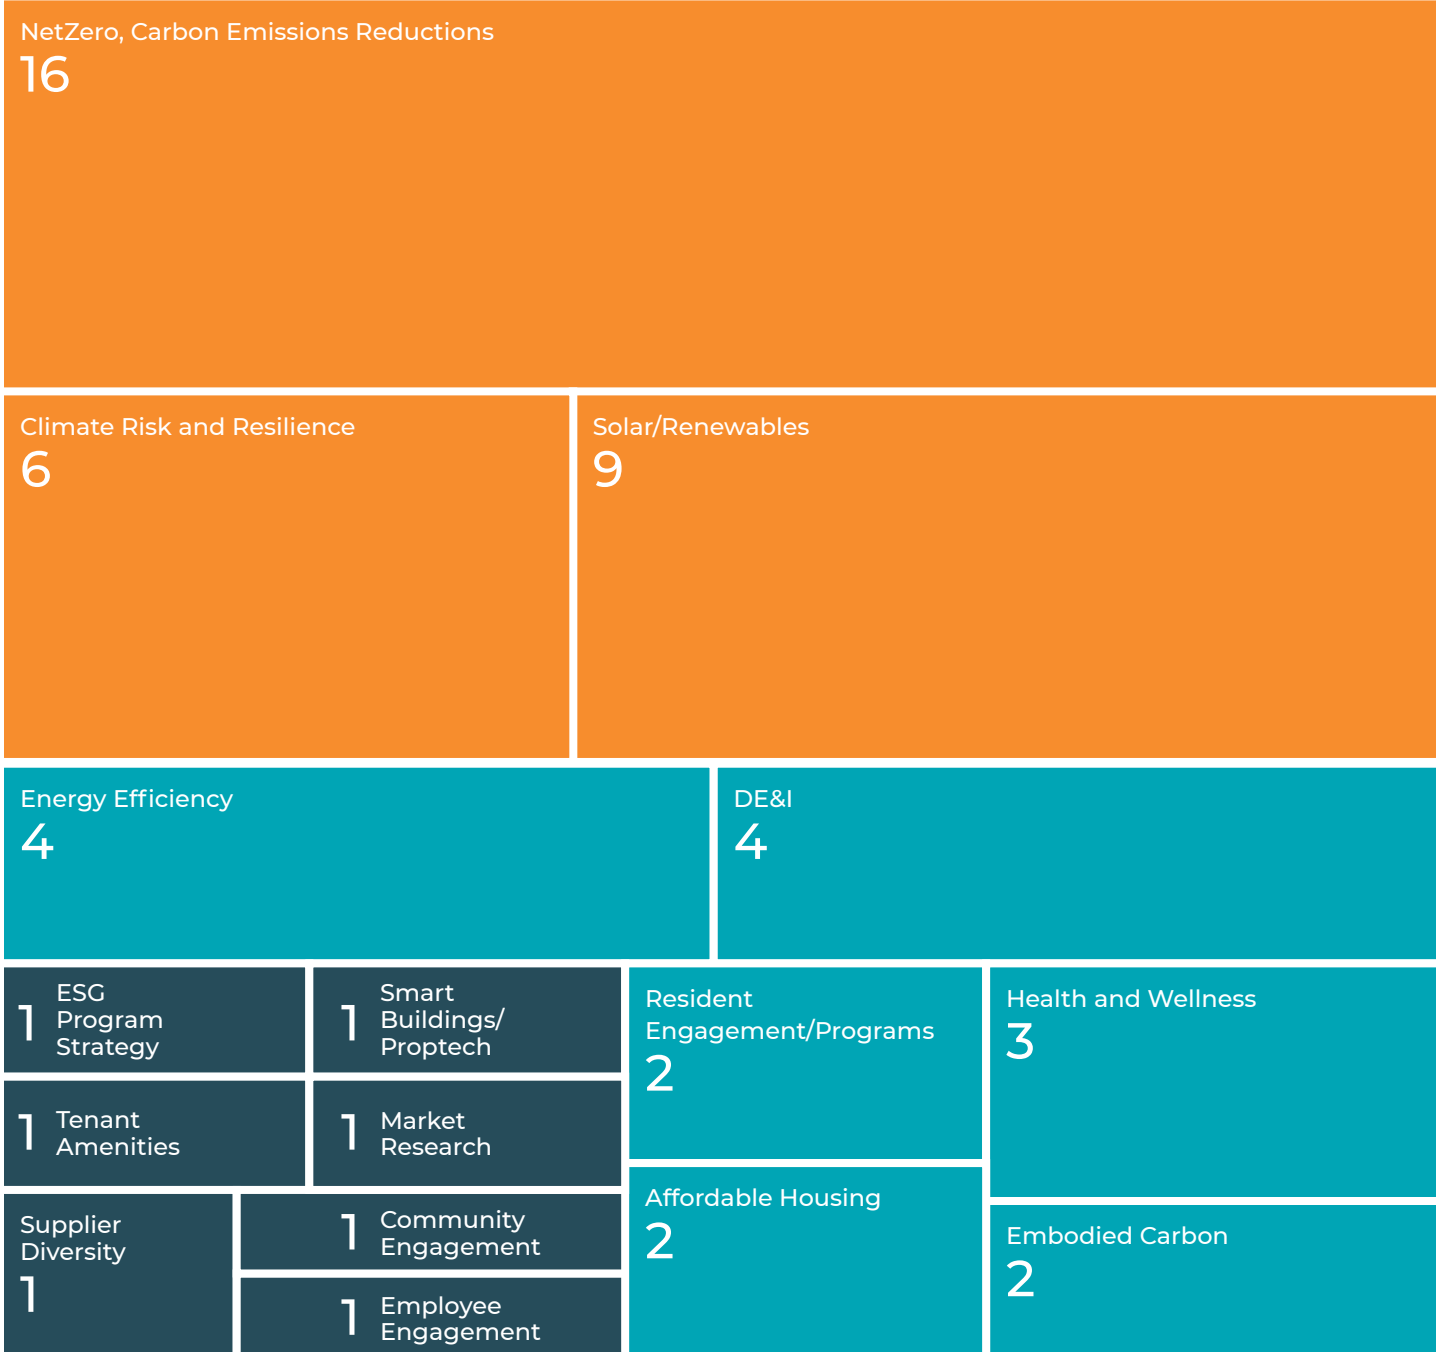 NetZero, Carbon Emissions Reductions
16
Climate Risk and Resilience
6
Solar/Renewables
9
Energy Efficiency
4
DE&I
4
1
ESG
Program
Strategy
1
Smart
Buildings/
Proptech
1
Tenant
Amenities
1
Market
Research
Supplier
Diversity
1
1
Community
Engagement
1
Employee
Engagement
Resident
Engagement/Programs
2
Affordable Housing
2
Health and Wellness
3
Embodied Carbon
2